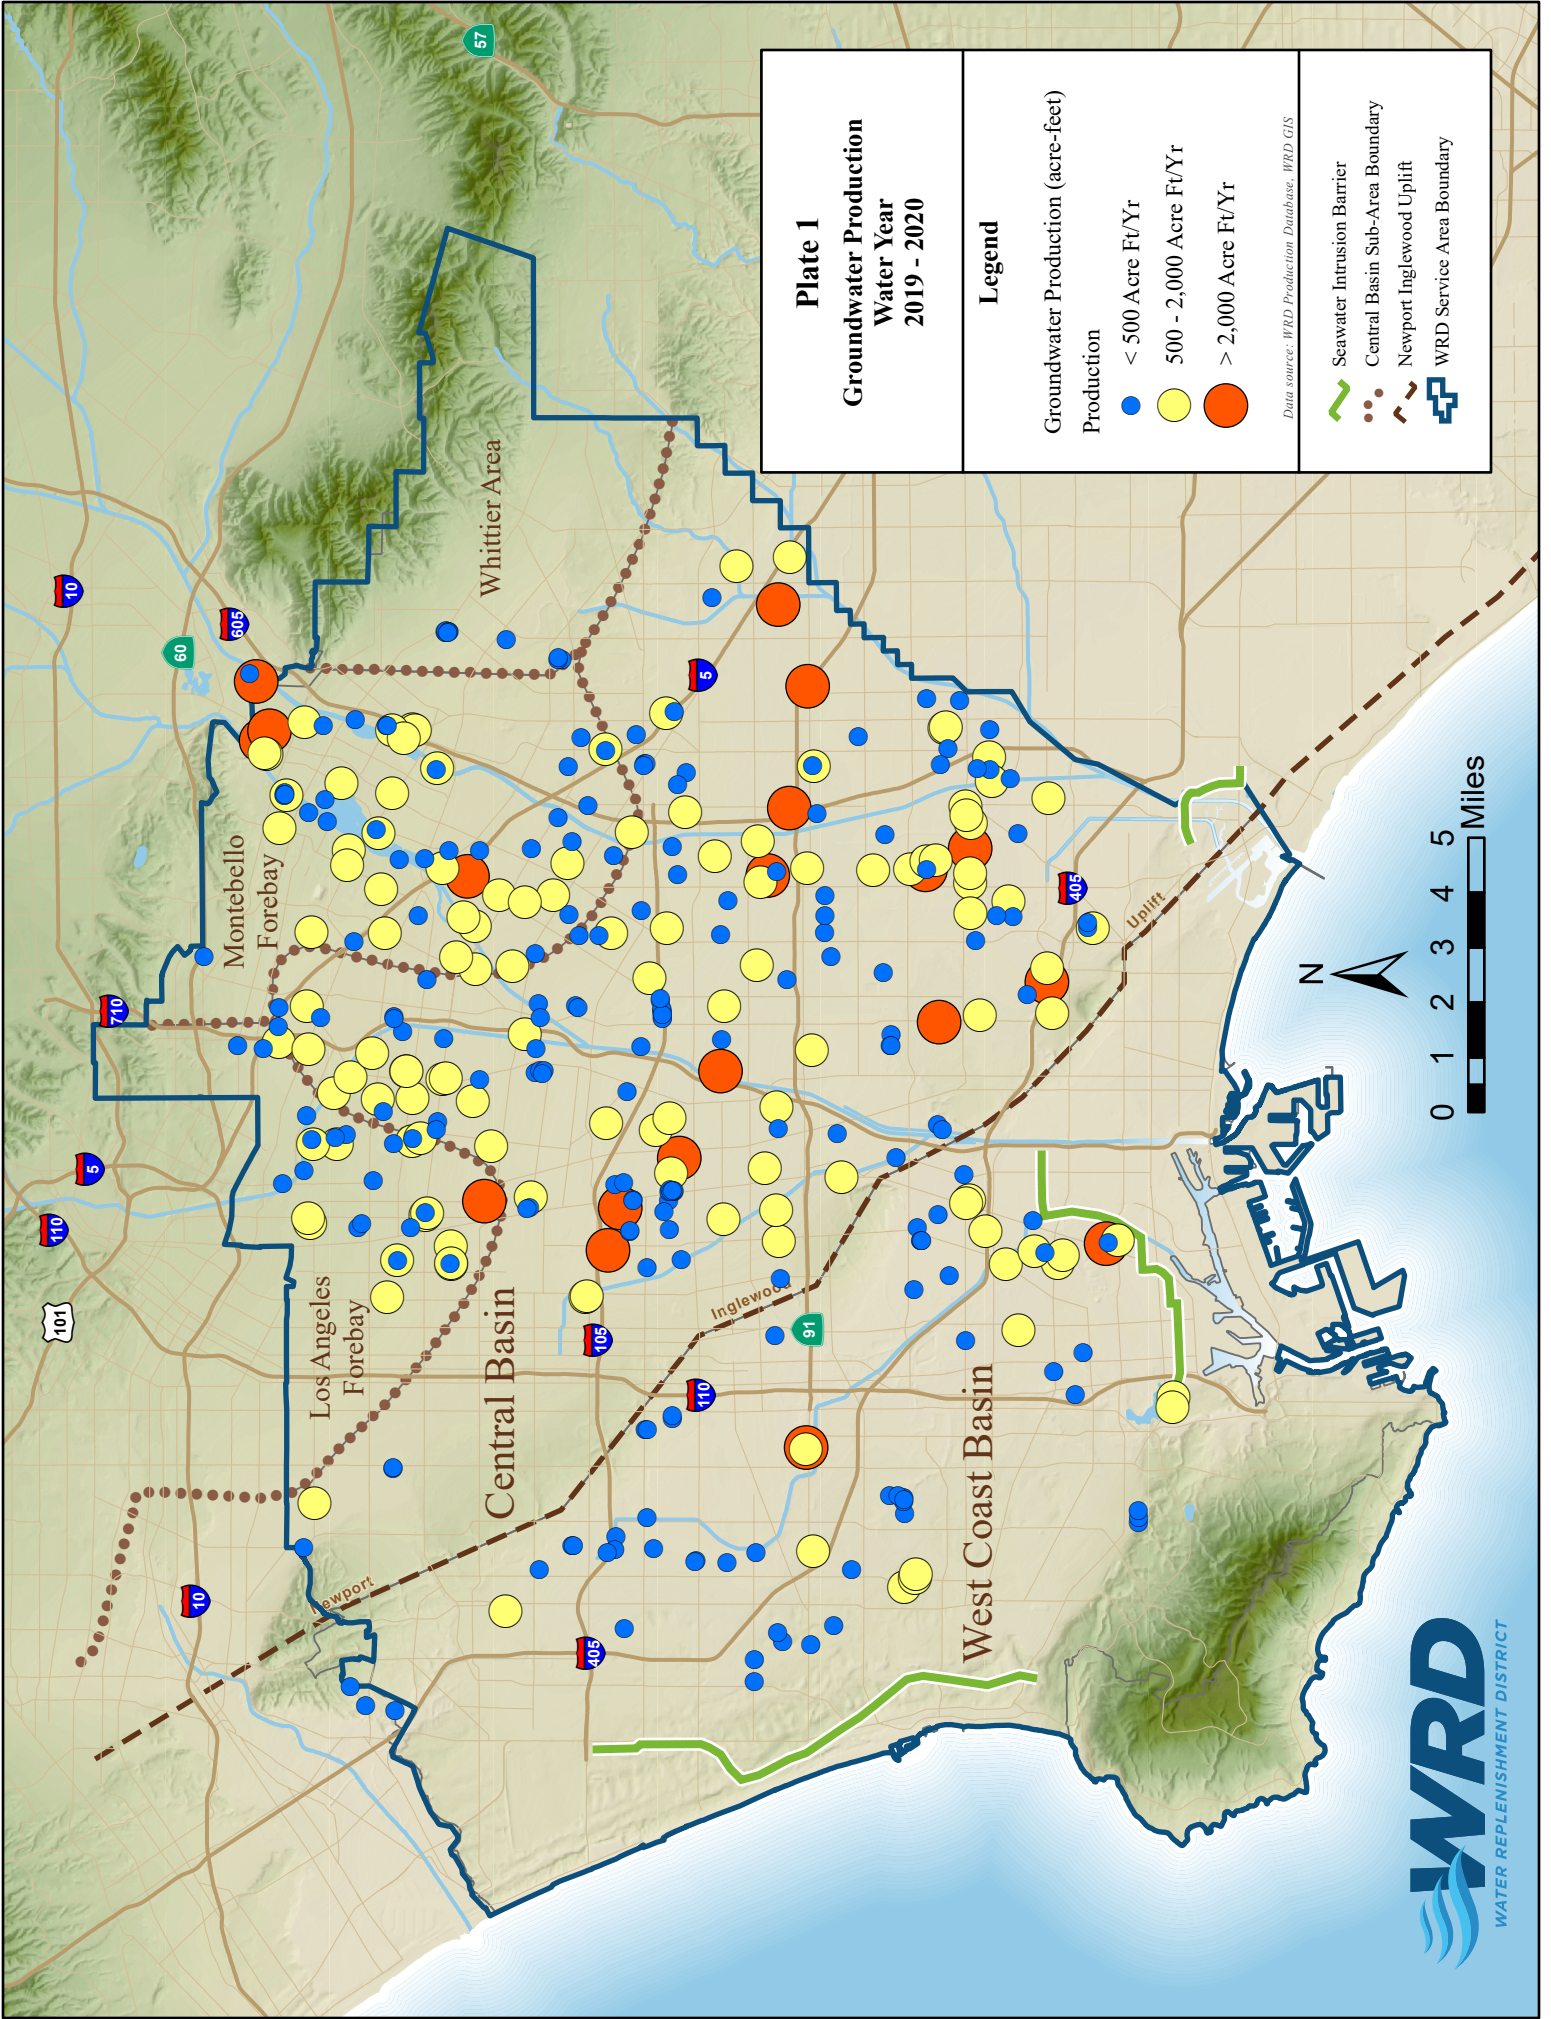 Plate 1
Groundwater Production
Water Year
2019 - 2020
Legend
Groundwater Production (acre-feet)
Production
< 500 Acre Ft/Yr
500 - 2,000 Acre Ft/Yr
> 2,000 Acre Ft/Yr
Data source: WRD Production Database, WRD GIS
Seawater Intrusion Barrier
Central Basin Sub-Area Boundary
Newport Inglewood Uplift
WRD Service Area Boundary
57
10
605
60
Whittier Area
5
Montebello
Forebay
710
5
110
101
Los Angeles
Forebay
Central Basin
105
91
110
10
Newport
Inglewood
Uplift
405
405
West Coast Basin
N
0 1 2 3 4 5
Miles
WRD
WATER REPLENISHMENT DISTRICT